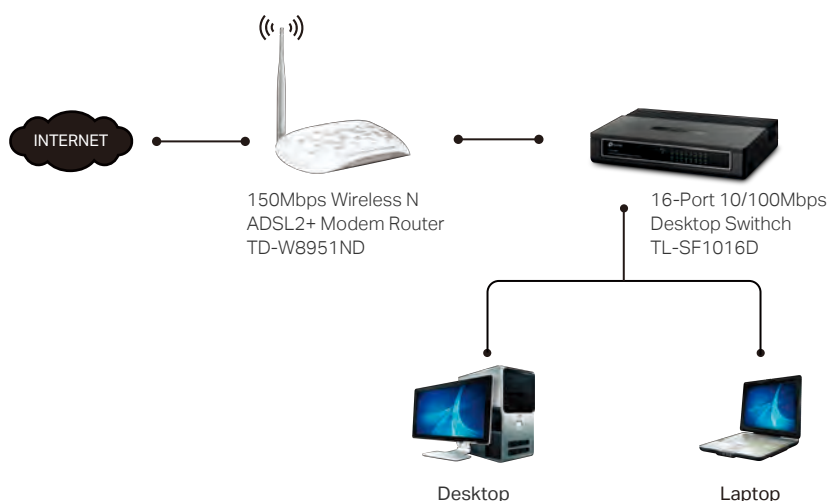 INTERNET
150Mbps Wireless N
ADSL2+ Modem Router
TD-W8951ND
16-Port 10/100Mbps
Desktop Swithch
TL-SF1016D
Desktop
Laptop